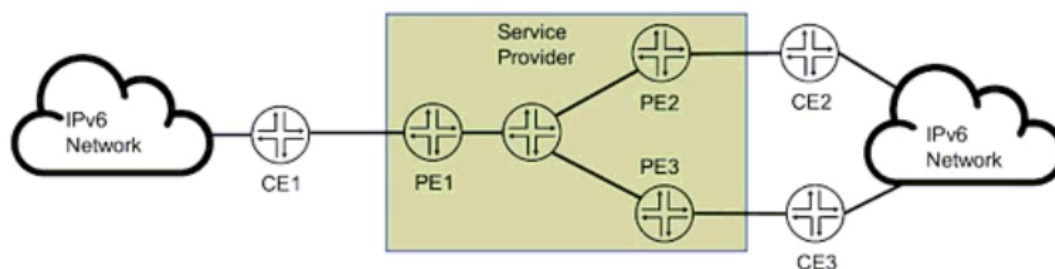 Service
Provider
IPv6
Network
CE1
PE1
PE2
PE3
CE2
CE3
IPv6
Network